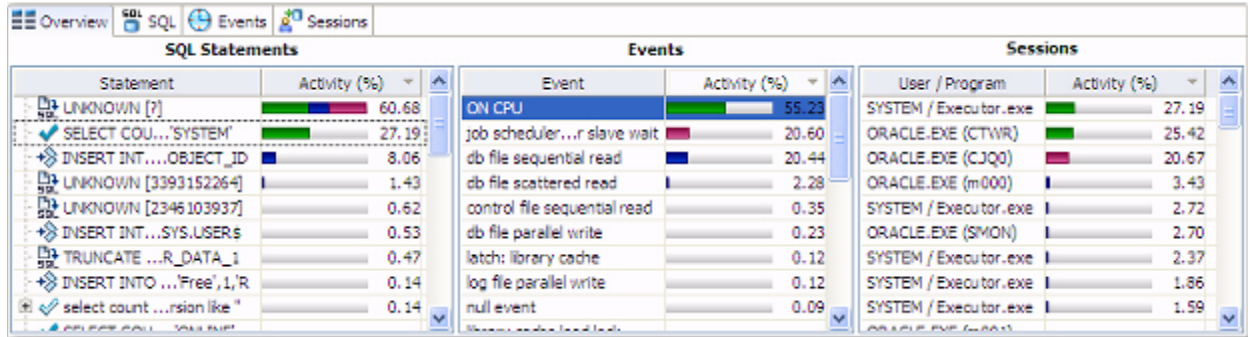 Overview SQL Events Sessions
SQL Statements Events Sessions
Statement Activity (%) Event Activity (%) User / Program Activity (%)
UNKNOWN [?] 60.68 ON CPU 55.23 SYSTEM / Executor.exe 27.19
SELECT COU...'SYSTEM' 27.19 job scheduler...r slave wait 20.60 ORACLE.EXE (CTWR) 25.42
INSERT INT....OBJECT_ID 8.06 db file sequential read 20.44 ORACLE.EXE (CJQ0) 20.67
UNKNOWN [3393152264] 1.43 db file scattered read 2.28 ORACLE.EXE (m000) 3.43
UNKNOWN [2346103937] 0.62 control file sequential read 0.35 SYSTEM / Executor.exe 2.72
INSERT INT...SYS.USER$ 0.53 db file parallel write 0.23 ORACLE.EXE (SMON) 2.70
TRUNCATE ...R_DATA_1 0.47 latch: library cache 0.12 SYSTEM / Executor.exe 2.37
INSERT INTO ...'Free',1,'R 0.14 log file parallel write 0.12 SYSTEM / Executor.exe 1.86
select count ...rsion like " 0.14 null event 0.09 SYSTEM / Executor.exe 1.59